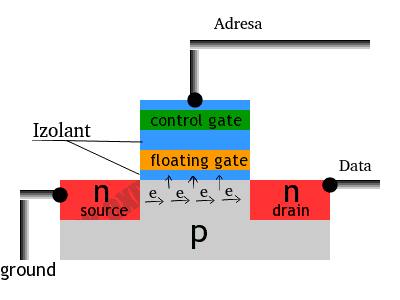 Adresa
control gate
Izolant
floating gate
Data
n
source
e e e e
n
drain
p
ground